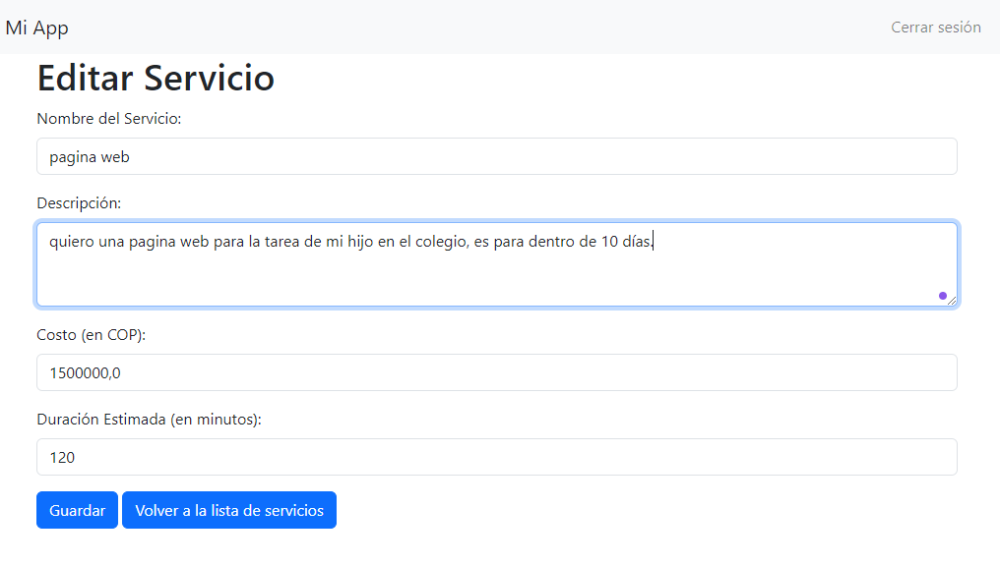 Mi App
Cerrar sesión
Editar Servicio
Nombre del Servicio:
pagina web
Descripción:
quiero una pagina web para la tarea de mi hijo en el colegio, es para dentro de 10 días.
Costo (en COP):
1500000,0
Duración Estimada (en minutos):
120
Guardar
Volver a la lista de servicios